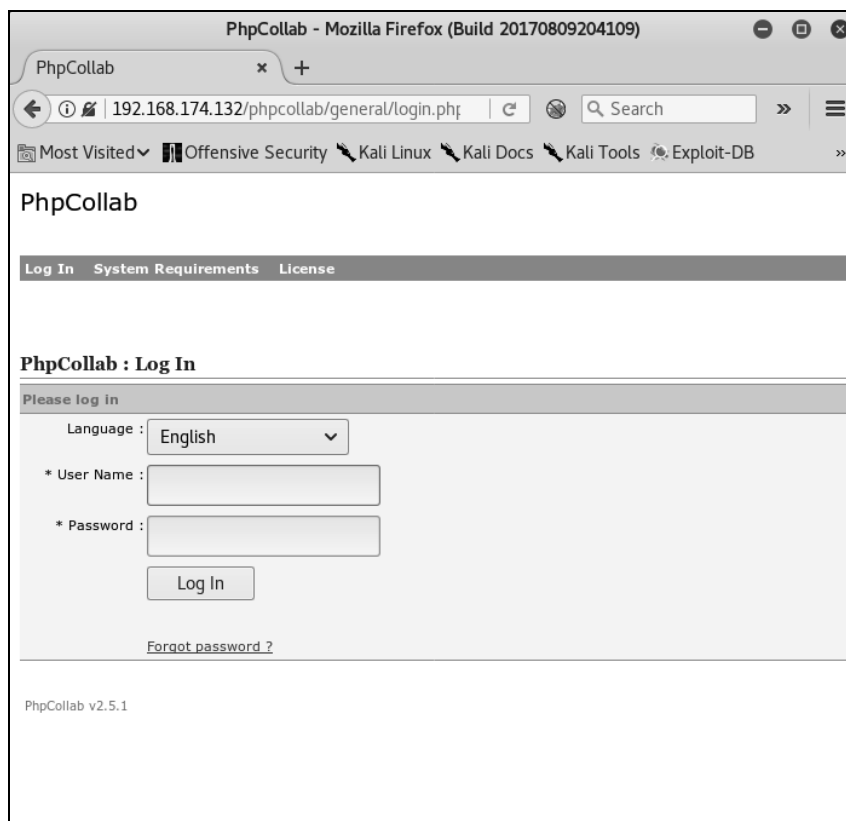 PhpCollab - Mozilla Firefox (Build 20170809204109)
PhpCollab
192.168.174.132/phpcollab/general/login.php
Search
Most Visited Offensive Security Kali Linux Kali Docs Kali Tools Exploit-DB
PhpCollab
Log In System Requirements License
PhpCollab : Log In
Please log in
Language : English
* User Name :
* Password :
Log In
Forgot password ?
PhpCollab v2.5.1